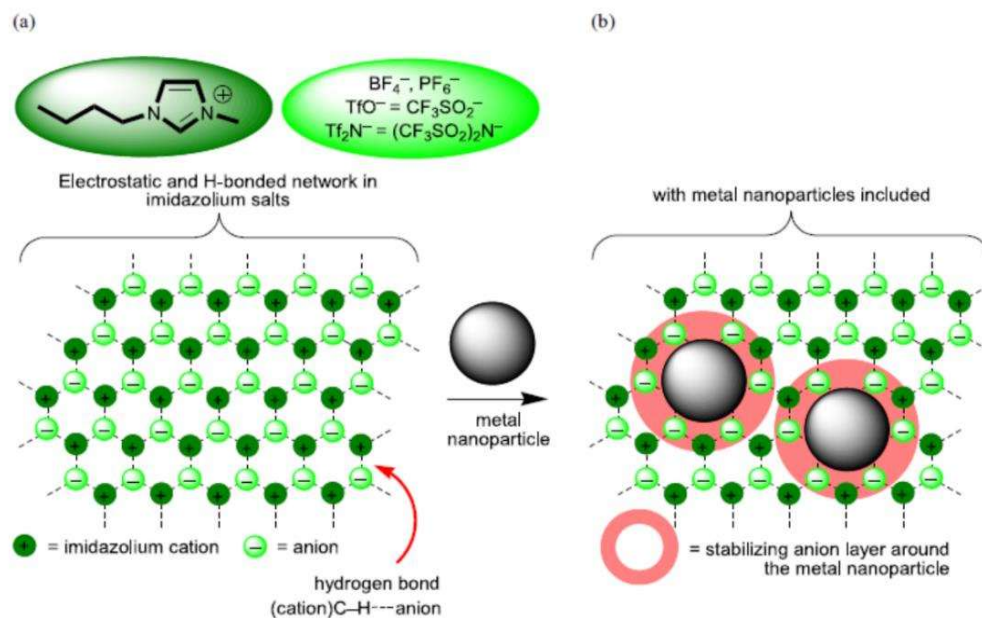 (a)
BF₄⁻, PF₆⁻
TfO⁻ = CF₃SO₂⁻
Tf₂N⁻ = (CF₃SO₂)₂N⁻
N
N
⊕
Electrostatic and H-bonded network in
imidazolium salts
+ = imidazolium cation
− = anion
hydrogen bond
(cation)C–H---anion
metal
nanoparticle
(b)
with metal nanoparticles included
= stabilizing anion layer around
the metal nanoparticle